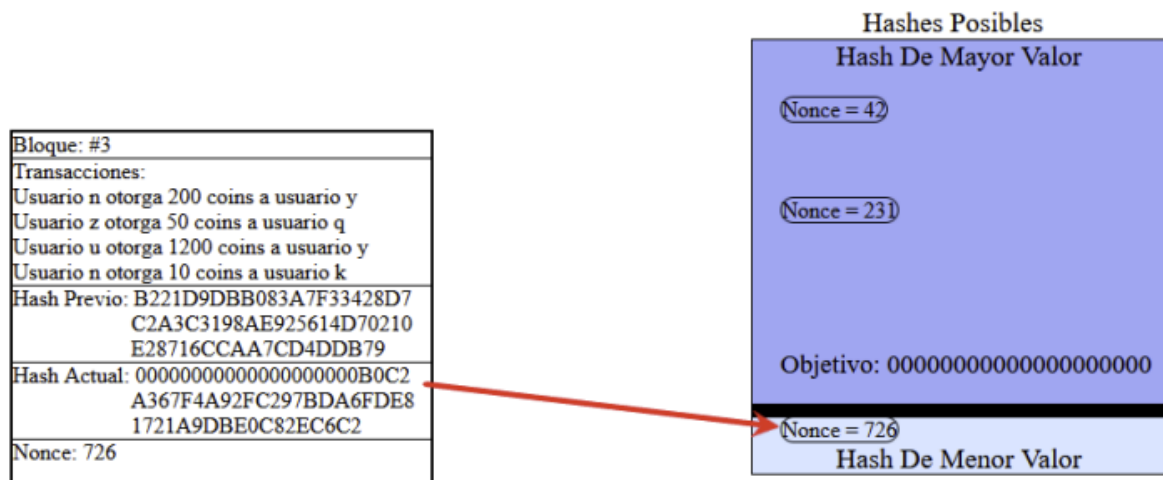 Bloque: #3
Transacciones:
Usuario n otorga 200 coins a usuario y
Usuario z otorga 50 coins a usuario q
Usuario u otorga 1200 coins a usuario y
Usuario n otorga 10 coins a usuario k
Hash Previo: B221D9DBB083A7F33428D7
C2A3C3198AE925614D70210
E28716CCAA7CD4DDB79
Hash Actual: 00000000000000000000B0C2
A367F4A92FC297BDA6FDE8
1721A9DBE0C82EC6C2
Nonce: 726
Hashes Posibles
Hash De Mayor Valor
Nonce = 42
Nonce = 231
Objetivo: 00000000000000000000
Nonce = 726
Hash De Menor Valor